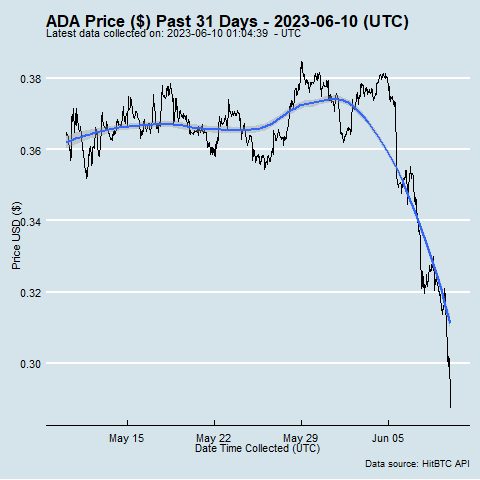 ADA Price ($) Past 31 Days - 2023-06-10 (UTC)
Latest data collected on: 2023-06-10 01:04:39 - UTC
0.38
0.36
0.34
0.32
0.30
Price USD ($)
May 15
May 22
May 29
Jun 05
Date Time Collected (UTC)
Data source: HitBTC API